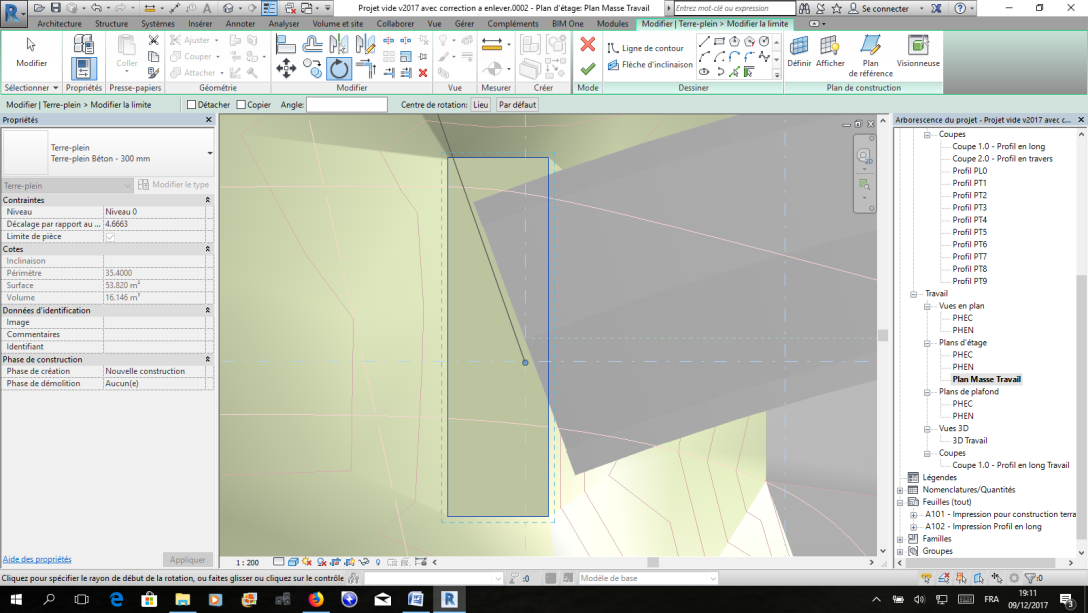 Projet vide v2017 avec correction a enlever.0002 - Plan d'étage: Plan Masse Travail
Entrez mot-clé ou expression
Se connecter
Architecture Structure Systèmes Insérer Annoter Analyser Volume et site Collaborer Vue Gérer Compléments BIM One Modules Modifier | Terre-plein > Modifier la limite
Modifier
Coller
Ajuster
Couper
Attacher
Ligne de contour
Flèche d'inclinaison
Définir Afficher Plan de référence Visionneuse
Sélectionner Propriétés Presse-papiers Géométrie Modifier Vue Mesurer Créer Mode Dessiner Plan de construction
Modifier | Terre-plein > Modifier la limite Détacher Copier Angle: Centre de rotation: Lieu Par défaut
Propriétés
Terre-plein
Terre-plein Béton - 300 mm
Terre-plein Modifier le type
Contraintes
Niveau Niveau 0
Décalage par rapport au ... 4.6663
Limite de pièce
Cotes
Inclinaison
Périmètre 35.4000
Surface 53.820 m²
Volume 16.146 m³
Données d'identification
Image
Commentaires
Identifiant
Phase de construction
Phase de création Nouvelle construction
Phase de démolition Aucun(e)
Aide des propriétés Appliquer
1 : 200
Arborescence du projet - Projet vide v2017 avec c...
Coupes
Coupe 1.0 - Profil en long
Coupe 2.0 - Profil en travers
Profil PL0
Profil PT1
Profil PT2
Profil PT3
Profil PT4
Profil PT5
Profil PT6
Profil PT7
Profil PT8
Profil PT9
Travail
Vues en plan
PHEC
PHEN
Plans d'étage
PHEC
PHEN
Plan Masse Travail
Plans de plafond
PHEC
PHEN
Vues 3D
3D Travail
Coupes
Coupe 1.0 - Profil en long Travail
Légendes
Nomenclatures/Quantités
Feuilles (tout)
A101 - Impression pour construction terra
A102 - Impression Profil en long
Familles
Groupes
Cliquez pour spécifier le rayon de début de la rotation, ou faites glisser ou cliquez sur le contrôle
:0 Modèle de base :0
FRA
19:11
09/12/2017